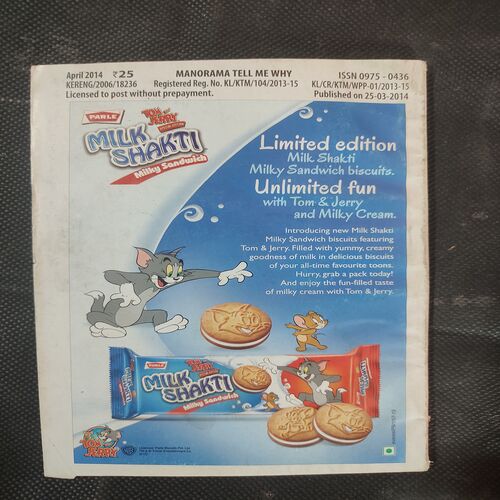 April 2014 ₹25 MANORAMA TELL ME WHY ISSN 0975 - 0436
KERENG/2006/18236 Registered Reg. No. KL/KTM/104/2013-15 KL/CR/KTM/WPP-01/2013-15
Licensed to post without prepayment. Published on 25-03-2014
PARLE
TOM and JERRY
MILK
SHAKTI
Milky Sandwich
Limited edition
Milk Shakti
Milky Sandwich biscuits.
Unlimited fun
with Tom & Jerry
and Milky Cream.
Introducing new Milk Shakti
Milky Sandwich biscuits featuring
Tom & Jerry. Filled with yummy, creamy
goodness of milk in delicious biscuits
of your all-time favourite toons.
Hurry, grab a pack today!
And enjoy the fun-filled taste
of milky cream with Tom & Jerry.
PARLE
MILK
SHAKTI
Milky Sandwich
TOM and JERRY